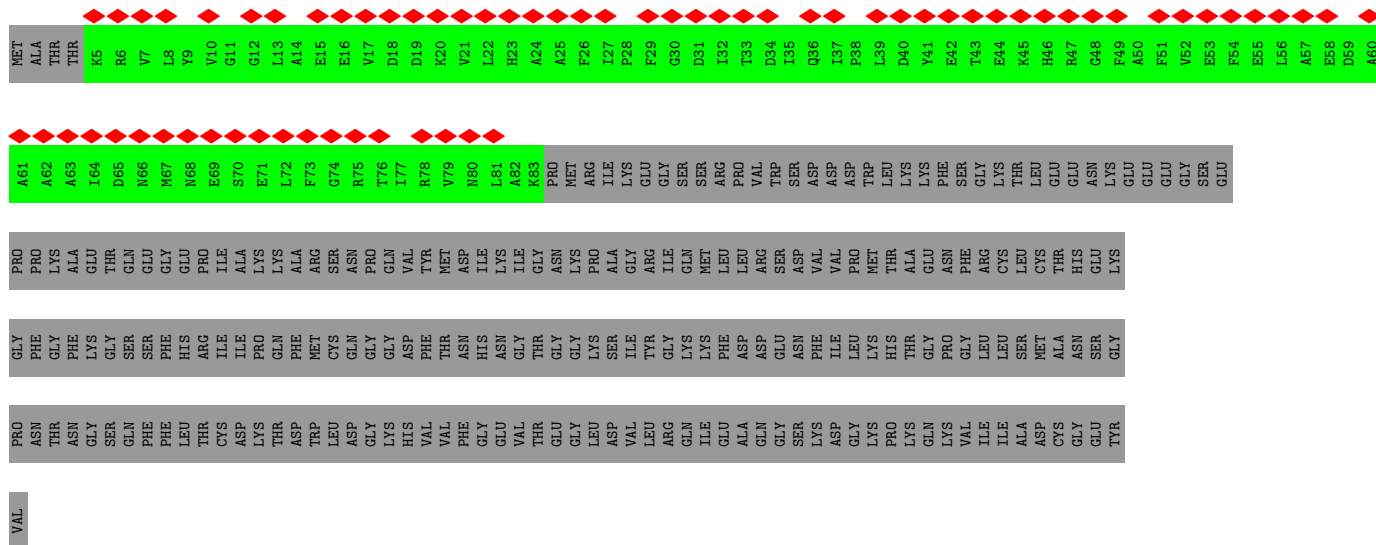 MET ALA THR THR K5 R6 V7 L8 Y9 V10 G11 G12 L13 A14 E15 E16 V17 D18 D19 K20 V21 L22 H23 A24 A25 F26 I27 P28 F29 G30 D31 I32 T33 D34 I35 Q36 I37 P38 L39 D40 Y41 E42 T43 E44 K45 H46 R47 G48 F49 A50 F51 V52 E53 F54 E55 L56 A57 E58 D59 A60
A61 A62 A63 I64 D65 N66 M67 N68 E69 S70 E71 L72 F73 G74 R75 T76 I77 R78 V79 N80 L81 A82 K83 PRO MET ARG ILE LYS GLU GLY SER SER ARG PRO VAL TRP SER ASP ASP ASP TRP LEU LYS LYS PHE SER GLY LYS THR LEU GLU GLU ASN LYS GLU GLU GLU GLY SER GLU
PRO PRO LYS ALA GLU THR GLN GLU GLY GLU PRO ILE ALA LYS LYS ALA ARG SER ASN PRO GLN VAL TYR MET ASP ILE LYS ILE GLY ASN LYS PRO ALA GLY ARG ILE GLN MET LEU LEU ARG SER ASP VAL VAL PRO MET THR ALA GLU ASN PHE ARG CYS LEU CYS THR HIS GLU LYS
GLY PHE GLY PHE LYS GLY SER SER PHE HIS ARG ILE ILE PRO GLN PHE MET CYS GLN GLY GLY ASP PHE THR ASN HIS ASN GLY THR GLY GLY LYS SER ILE TYR GLY LYS LYS PHE ASP ASP GLU ASN PHE ILE LEU LYS HIS THR GLY PRO GLY LEU LEU SER MET ALA ASN SER GLY
PRO ASN THR ASN GLY SER GLN PHE PHE LEU THR CYS ASP LYS THR ASP TRP LEU ASP GLY LYS HIS VAL VAL PHE GLY GLU VAL THR GLU GLY LEU ASP VAL LEU ARG GLN ILE GLU ALA GLN GLY SER LYS ASP GLY LYS PRO LYS GLN LYS VAL ILE ILE ALA ASP CYS GLY GLU TYR
VAL